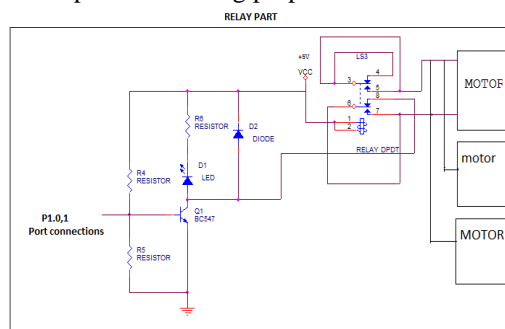 RELAY PART
+5V
VCC
LS3
3
4
5
8
6
7
1
2
RELAY DPDT
MOTOF
motor
MOTOR
R6
RESISTOR
D2
DIODE
D1
LED
R4
RESISTOR
P1.0,1
Port connections
Q1
BC547
R5
RESISTOR